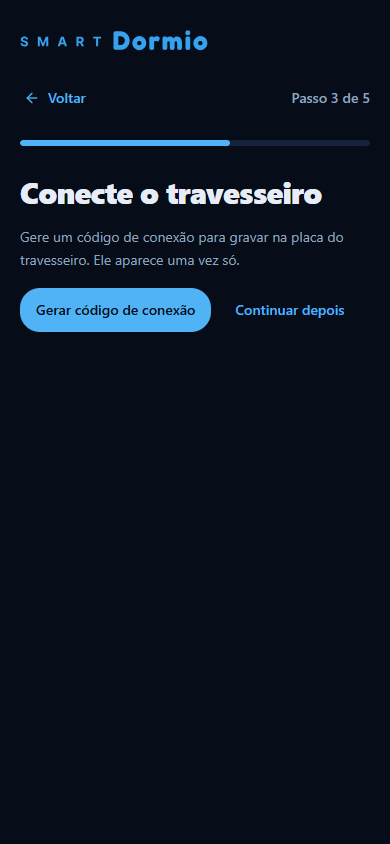 SMART Dormio
← Voltar
Passo 3 de 5
Conecte o travesseiro
Gere um código de conexão para gravar na placa do
travesseiro. Ele aparece uma vez só.
Gerar código de conexão
Continuar depois